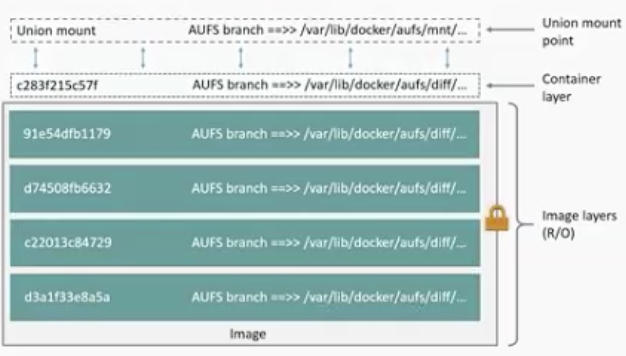 Union mount AUFS branch ==>> /var/lib/docker/aufs/mnt/...
Union mount
point
c283f215c57f AUFS branch ==>> /var/lib/docker/aufs/diff/...
Container
layer
91e54dfb1179 AUFS branch ==>> /var/lib/docker/aufs/diff/...
d74508fb6632 AUFS branch ==>> /var/lib/docker/aufs/diff/...
c22013c84729 AUFS branch ==>> /var/lib/docker/aufs/diff/...
d3a1f33e8a5a AUFS branch ==>> /var/lib/docker/aufs/diff/...
Image layers
(R/O)
Image